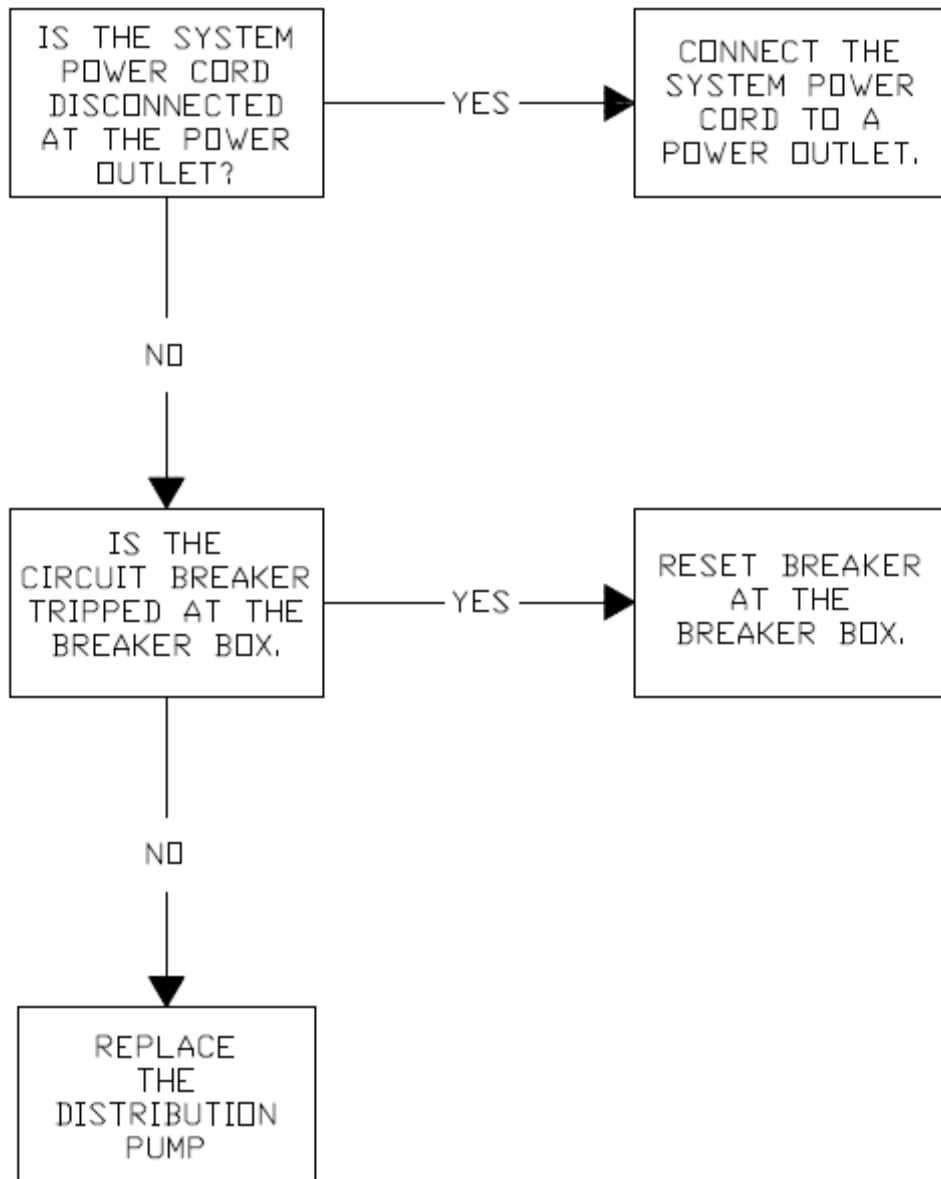 IS THE SYSTEM
POWER CORD
DISCONNECTED
AT THE POWER
OUTLET?
YES
CONNECT THE
SYSTEM POWER
CORD TO A
POWER OUTLET.
NO
IS THE
CIRCUIT BREAKER
TRIPPED AT THE
BREAKER BOX.
YES
RESET BREAKER
AT THE
BREAKER BOX.
NO
REPLACE
THE
DISTRIBUTION
PUMP